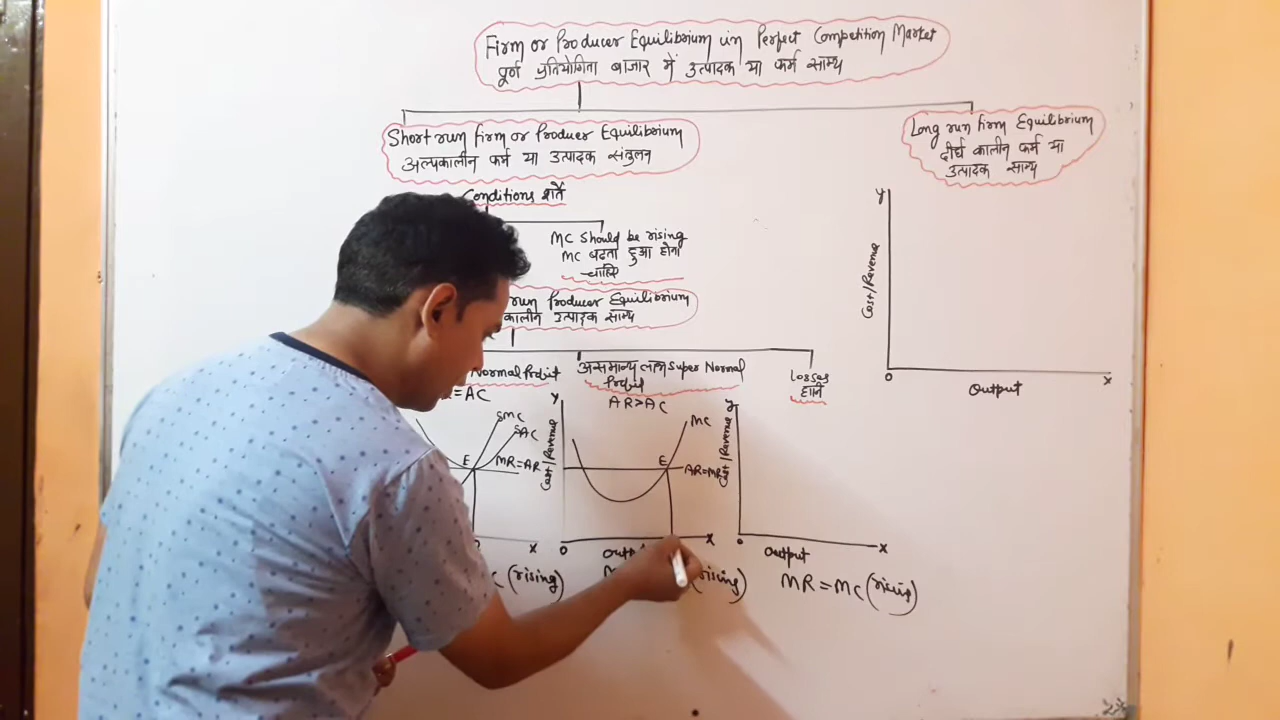 Firm or Producer Equilibrium in Perfect Competition Market
पूर्ण प्रतियोगिता बाजार में उत्पादक या फर्म साम्य
Short run firm or Producer Equilibrium
अल्पकालीन फर्म या उत्पादक संतुलन
Long run firm Equilibrium
दीर्घ कालीन फर्म या
उत्पादक साम्य
Conditions शर्ते
MC Should be rising
MC बढता हुआ होना
चाहिए
run Producer Equilibrium
कालीन उत्पादक साम्य
Normal Profit
= AC
असमान्य लाभ Super Normal
Profit
AR > AC
Losses
हानि
SMC
SAC
E
MR = AR
X
(rising)
Y
Cost/Revenue
MC
E
AR = MR
O
X
(rising)
Y
Cost/Revenue
O
Output
X
MR = MC (rising)
Y
Cost/Revenue
O
Output
X